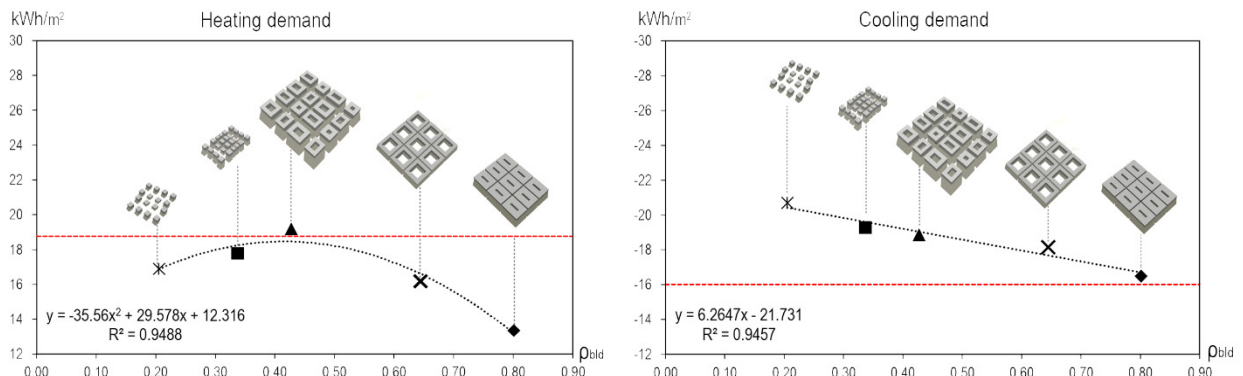 kWh/m²
Heating demand
30
28
26
24
22
20
18
16
14
12
y = -35.56x² + 29.578x + 12.316
R² = 0.9488
0.00 0.10 0.20 0.30 0.40 0.50 0.60 0.70 0.80 0.90
ρbld
kWh/m²
Cooling demand
-30
-28
-26
-24
-22
-20
-18
-16
-14
-12
y = 6.2647x - 21.731
R² = 0.9457
0.00 0.10 0.20 0.30 0.40 0.50 0.60 0.70 0.80 0.90
ρbld